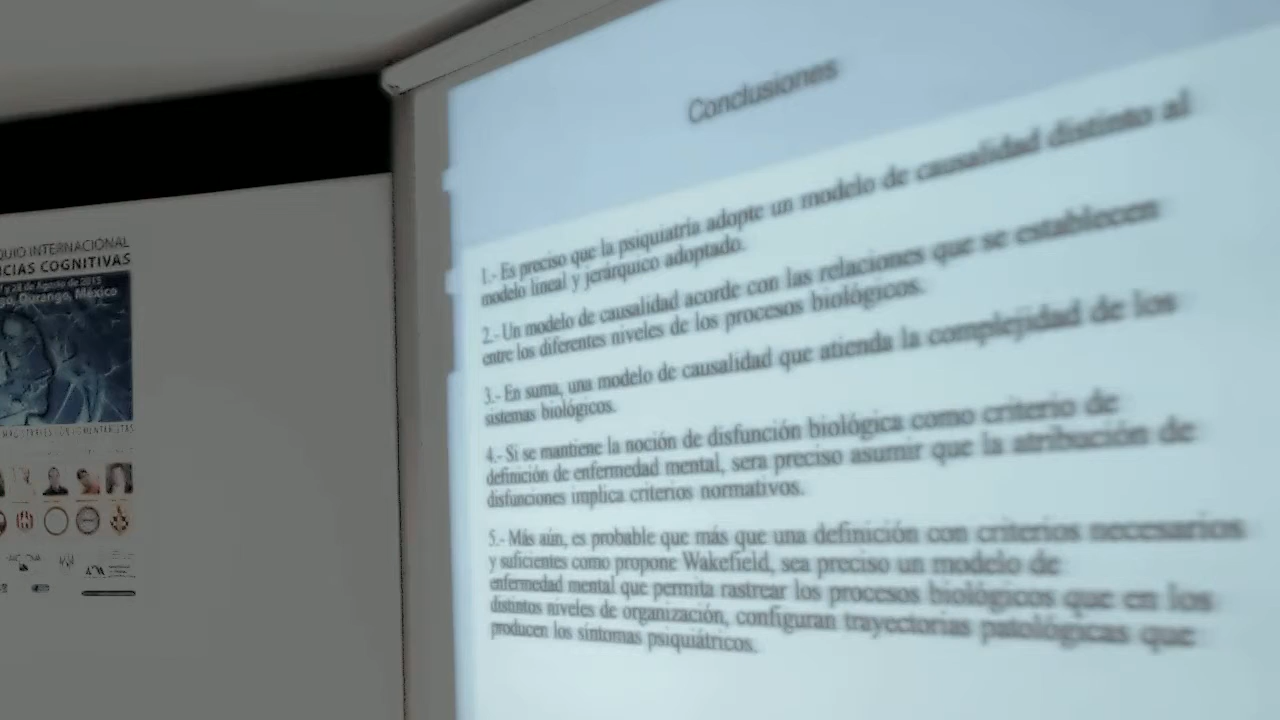 QUIO INTERNACIONAL
CIAS COGNITIVAS
de Agosto de 2015
go, Durango, México
Conclusiones
1.- Es preciso que la psiquiatría adopte un modelo de causalidad distinto al
modelo lineal y jerárquico adoptado.
2.- Un modelo de causalidad acorde con las relaciones que se establecen
entre los diferentes niveles de los procesos biológicos.
3.- En suma, una modelo de causalidad que atienda la complejidad de los
sistemas biológicos.
4.- Si se mantiene la noción de disfunción biológica como criterio de
definición de enfermedad mental, sera preciso asumir que la atribución de
disfunciones implica criterios normativos.
5.- Más aún, es probable que más que una definición con criterios necesarios
y suficientes como propone Wakefield, sea preciso un modelo de
enfermedad mental que permita rastrear los procesos biológicos que en los
distintos niveles de organización, configuran trayectorias patológicas que
producen los síntomas psiquiátricos.